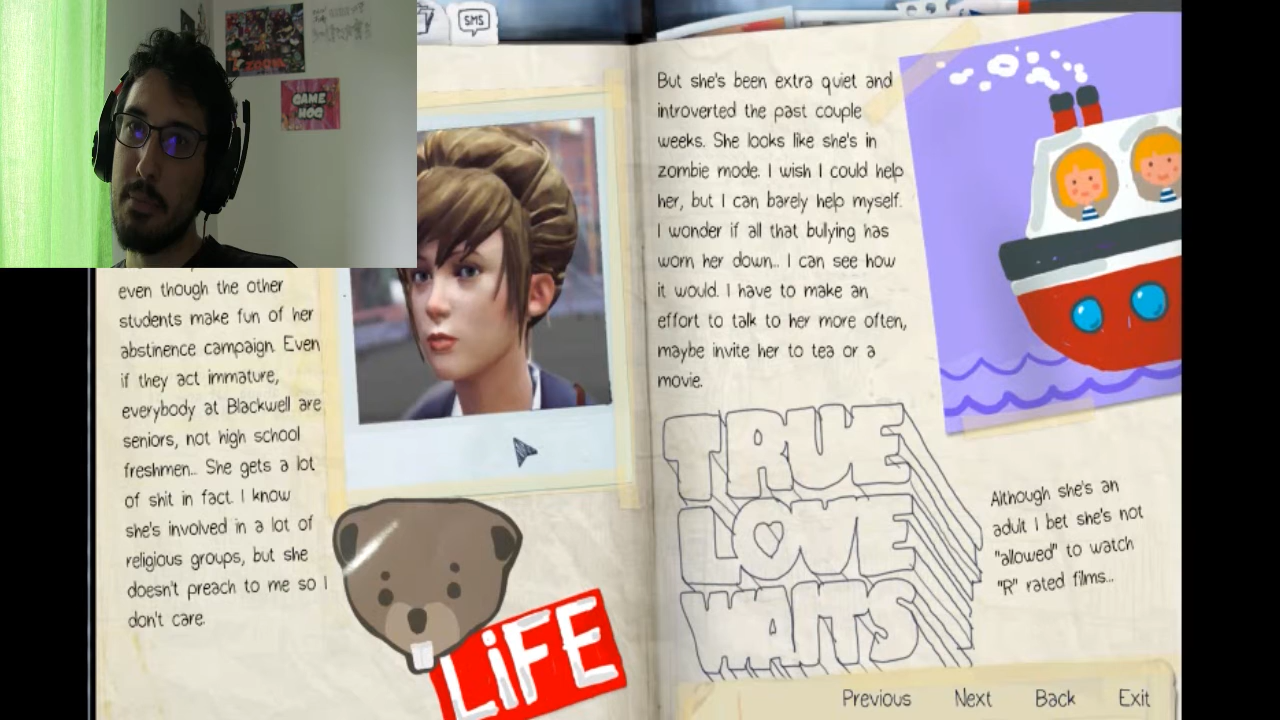 SMS
GAME
HOG
even though the other
students make fun of her
abstinence campaign. Even
if they act immature,
everybody at Blackwell are
seniors, not high school
freshmen... She gets a lot
of shit in fact. I know
she's involved in a lot of
religious groups, but she
doesn't preach to me so I
don't care.
LiFE
But she's been extra quiet and
introverted the past couple
weeks. She looks like she's in
zombie mode. I wish I could help
her, but I can barely help myself.
I wonder if all that bullying has
worn her down... I can see how
it would. I have to make an
effort to talk to her more often,
maybe invite her to tea or a
movie.
TRUE
LOVE
WAITS
Although she's an
adult I bet she's not
"allowed" to watch
"R" rated films...
Previous Next Back Exit